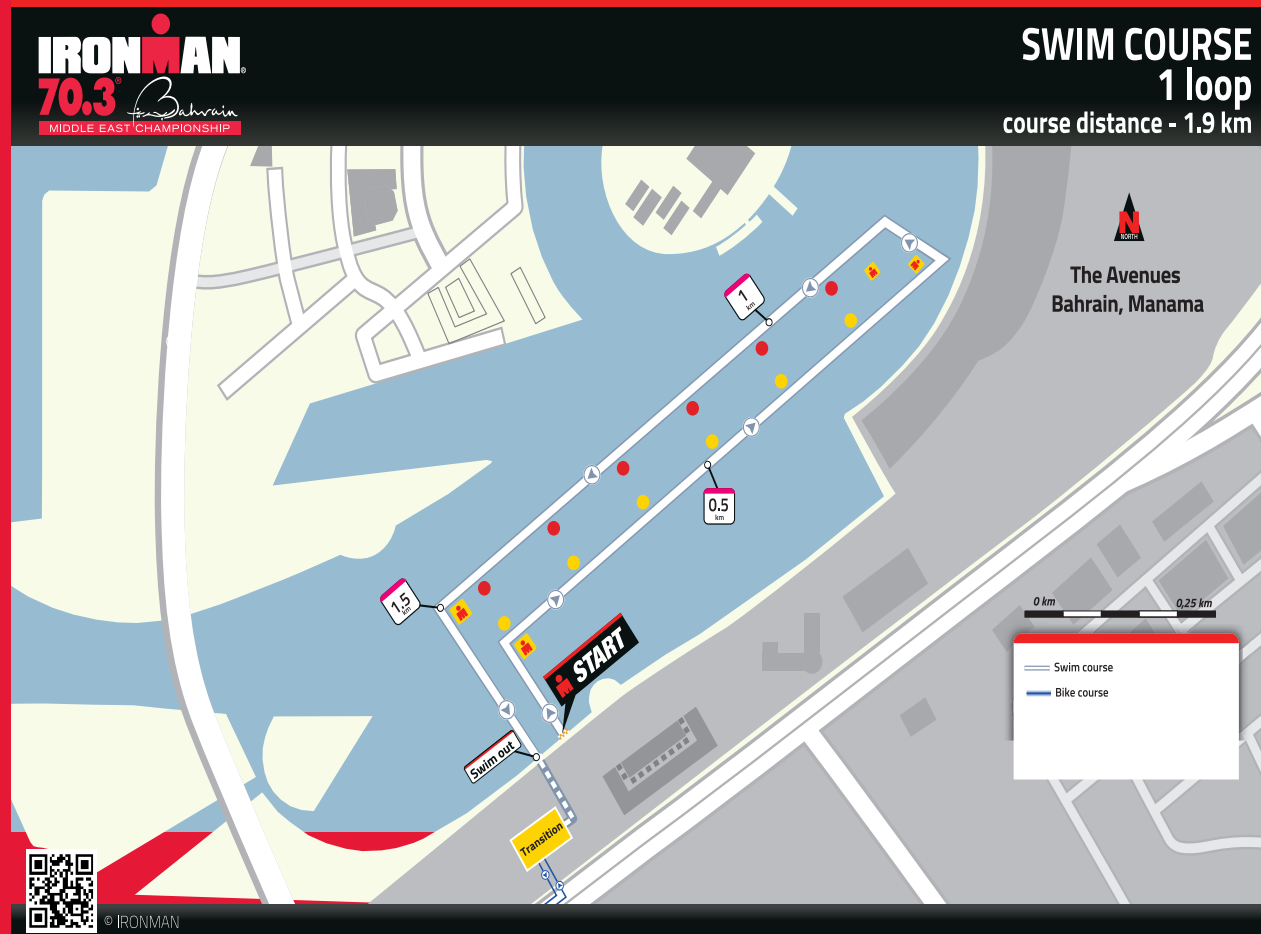 IRONMAN®
70.3® Bahrain
MIDDLE EAST CHAMPIONSHIP
SWIM COURSE
1 loop
course distance - 1.9 km
N
NORTH
The Avenues
Bahrain, Manama
1
km
0.5
km
1,5
km
START
Swim out
Transition
0 km
0,25 km
Swim course
Bike course
© IRONMAN